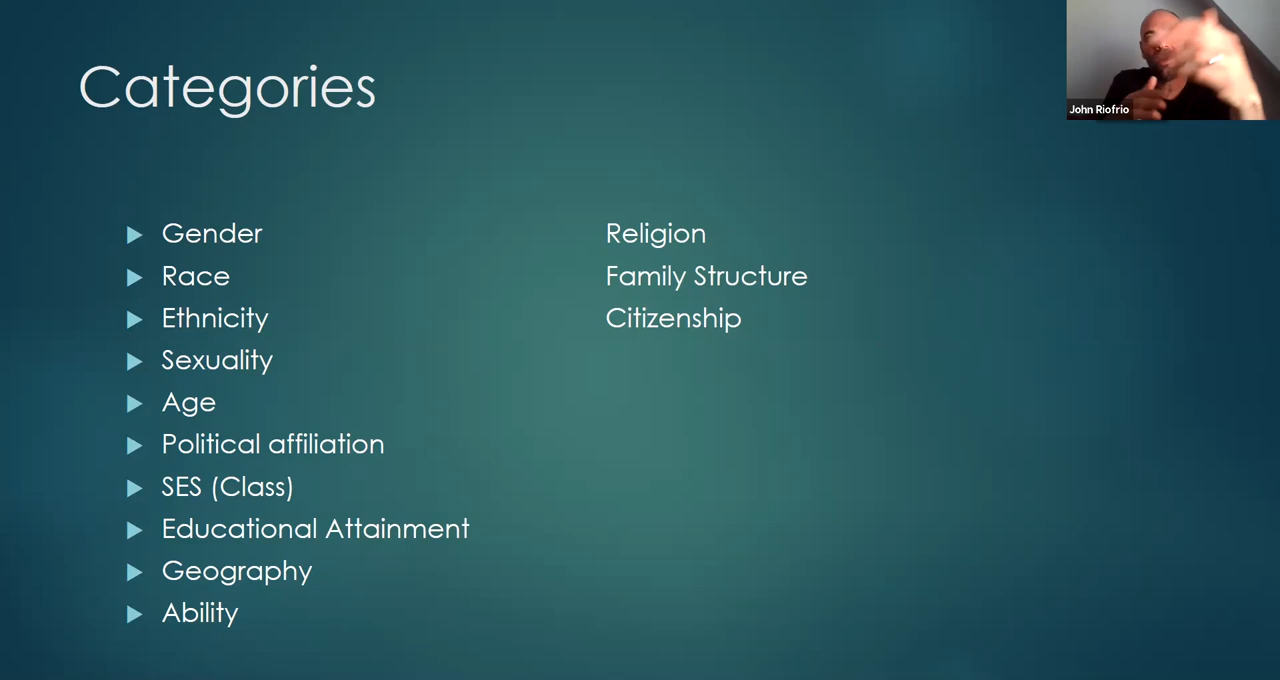 Categories
John Riofrio
Gender
Race
Ethnicity
Sexuality
Age
Political affiliation
SES (Class)
Educational Attainment
Geography
Ability
Religion
Family Structure
Citizenship